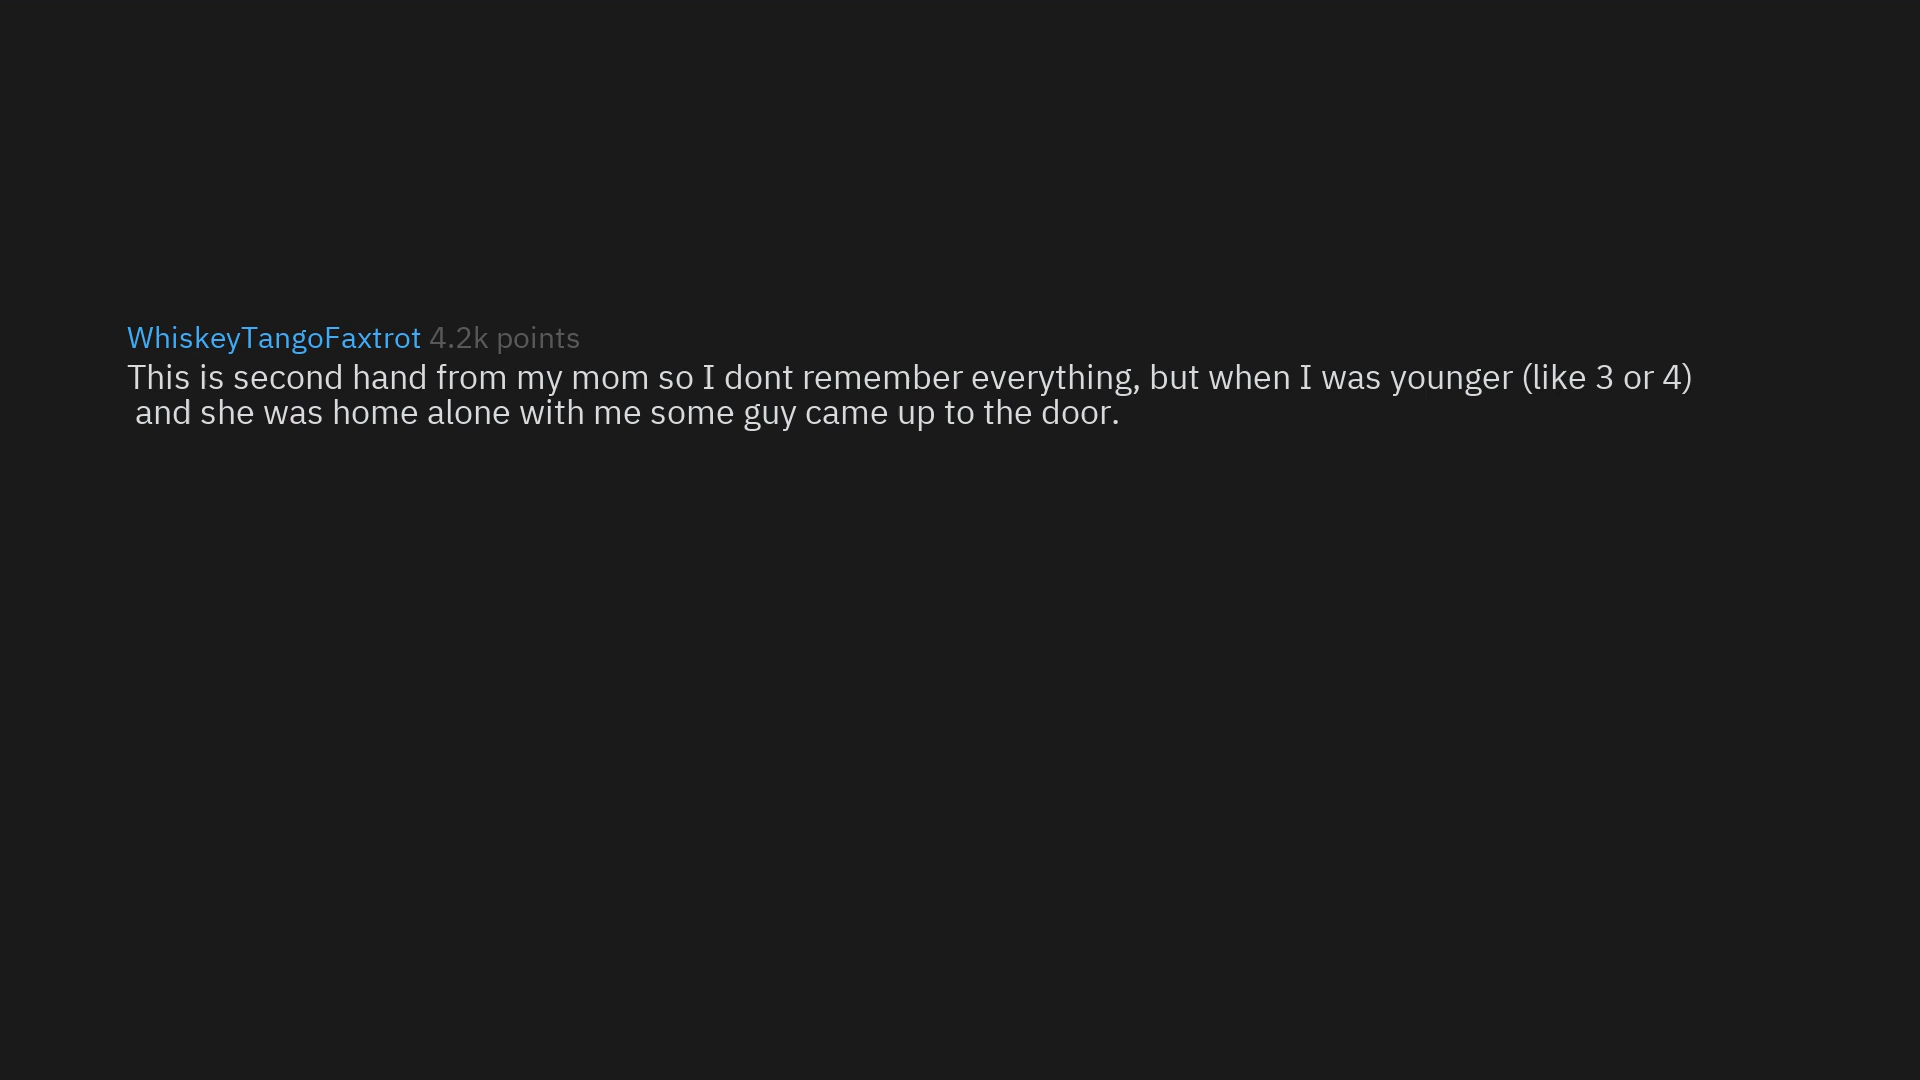 WhiskeyTangoFaxtrot 4.2k points
This is second hand from my mom so I dont remember everything, but when I was younger (like 3 or 4)
and she was home alone with me some guy came up to the door.